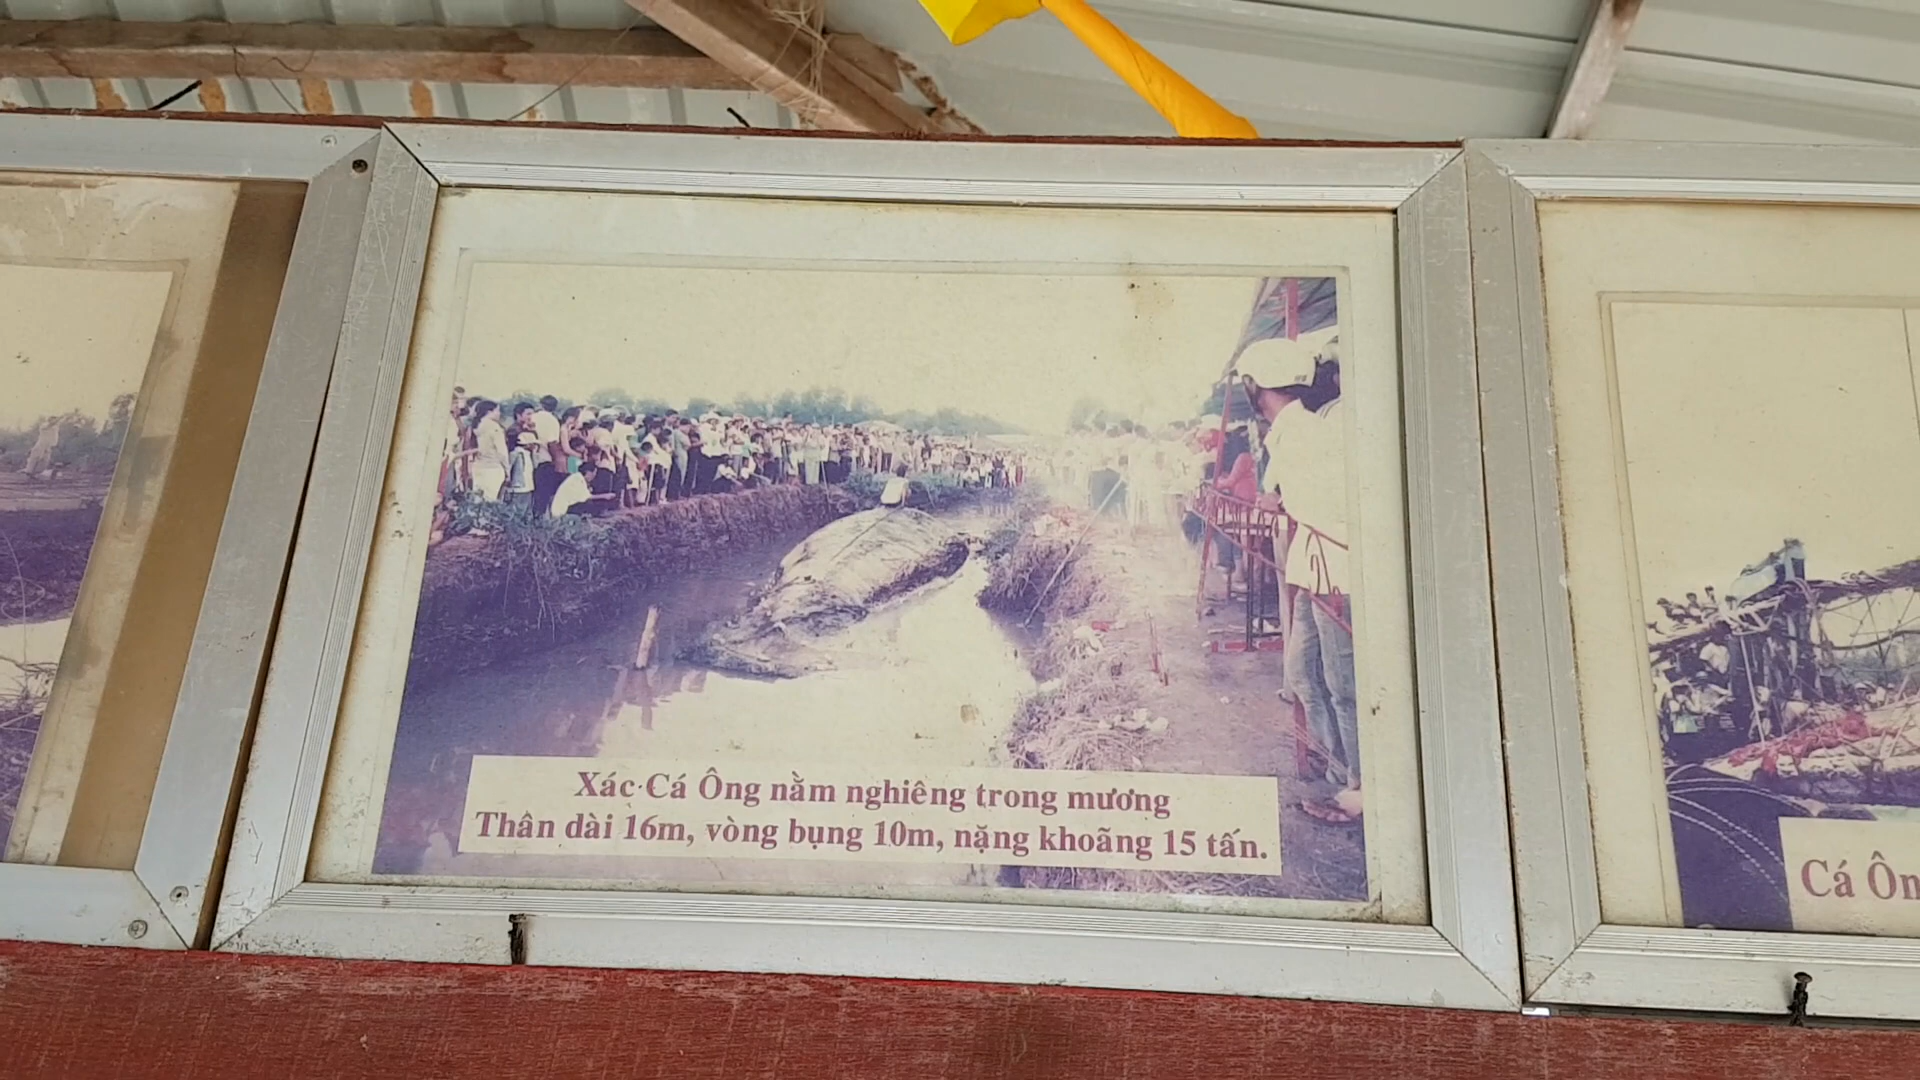 Xác Cá Ông nằm nghiêng trong mương
Thân dài 16m, vòng bụng 10m, nặng khoãng 15 tấn.
Cá Ôn